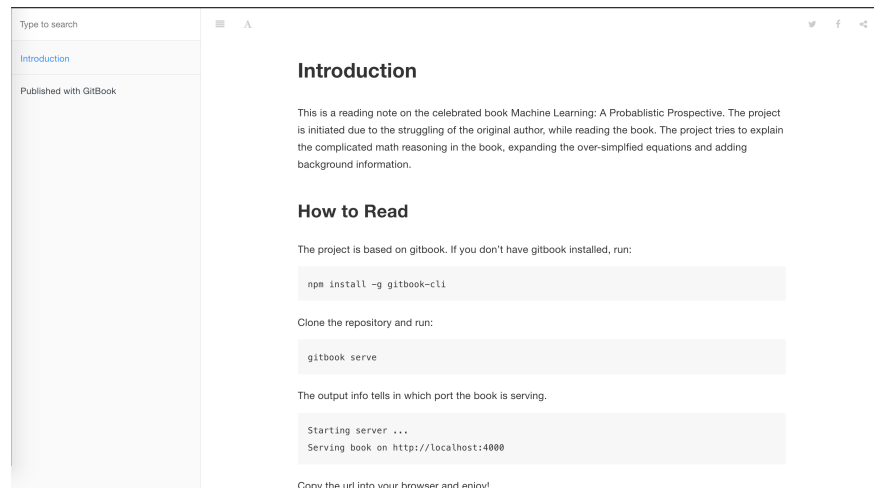 Type to search
Introduction
Published with GitBook
A
Introduction
This is a reading note on the celebrated book Machine Learning: A Probablistic Prospective. The project
is initiated due to the struggling of the original author, while reading the book. The project tries to explain
the complicated math reasoning in the book, expanding the over-simplfied equations and adding
background information.
How to Read
The project is based on gitbook. If you don't have gitbook installed, run:
npm install -g gitbook-cli
Clone the repository and run:
gitbook serve
The output info tells in which port the book is serving.
Starting server ...
Serving book on http://localhost:4000
Copy the url into your browser and enjoy!